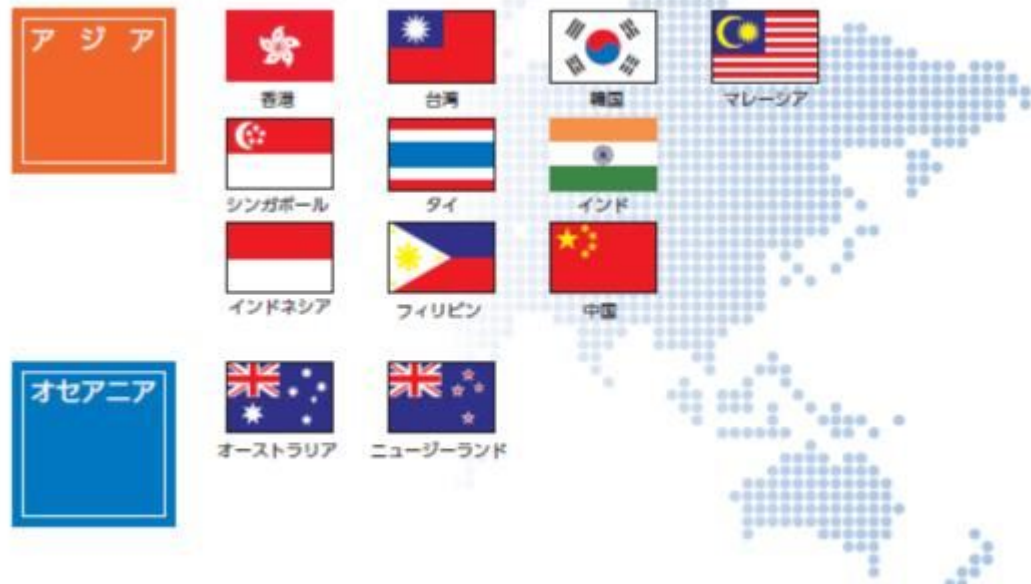 アジア
香港
台湾
韓国
マレーシア
シンガポール
タイ
インド
インドネシア
フィリピン
中国
オセアニア
オーストラリア
ニュージーランド